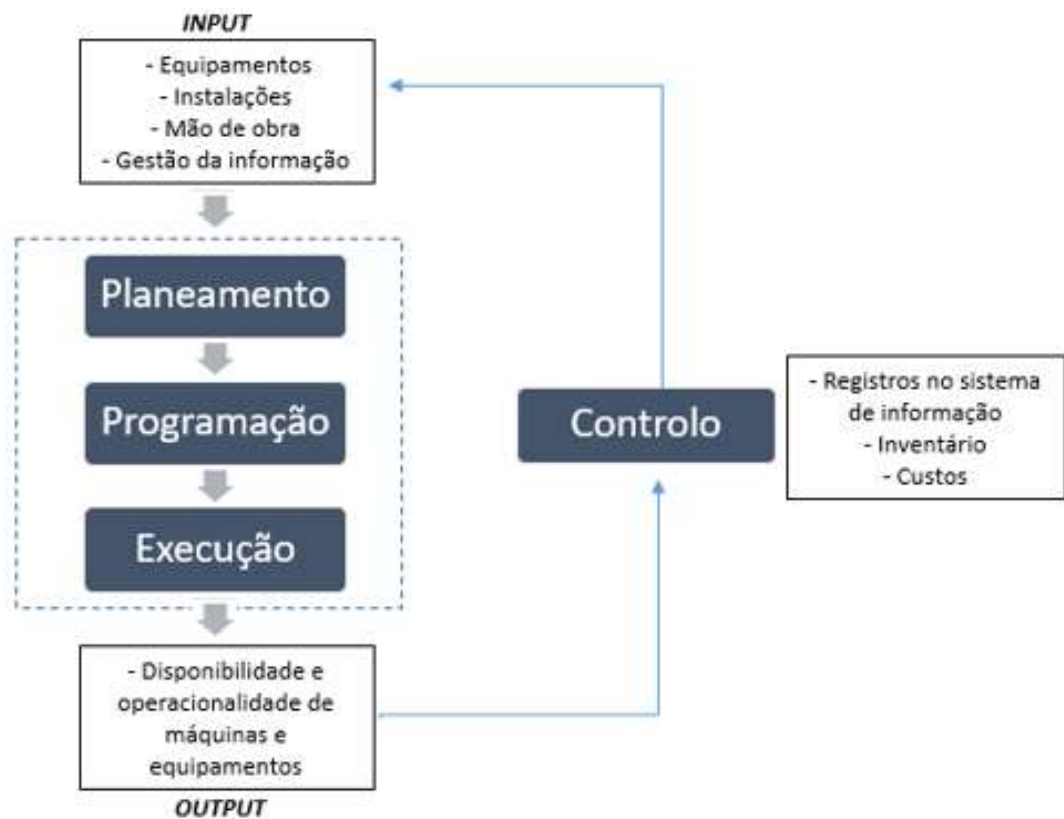 INPUT
- Equipamentos
- Instalações
- Mão de obra
- Gestão da informação
Planeamento
Programação
Execução
- Disponibilidade e
operacionalidade de
máquinas e
equipamentos
OUTPUT
Controlo
- Registros no sistema
de informação
- Inventário
- Custos